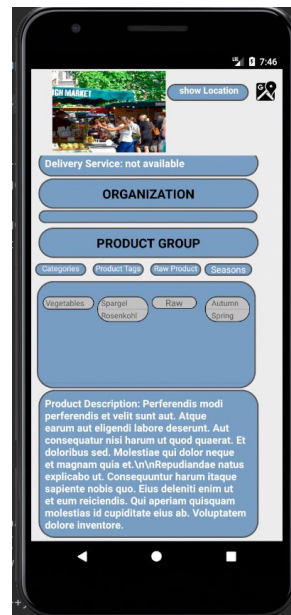 7:46
GH MARKET
show Location
Delivery Service: not available
ORGANIZATION
PRODUCT GROUP
Categories Product Tags Raw Product Seasons
Vegetables Spargel Raw Autumn
Rosenkohl Spring
Product Description: Perferendis modi
perferendis et velit sunt aut. Atque
earum aut eligendi labore deserunt. Aut
consequatur nisi harum ut quod quaerat. Et
doloribus sed. Molestiae qui dolor neque
et magnam quia et.\n\nRepudiandae natus
explicabo ut. Consequuntur harum itaque
sapiente nobis quo. Eius deleniti enim ut
et eum reiciendis. Qui aperiam quisquam
molestias id cupiditate eius ab. Voluptatem
dolore inventore.